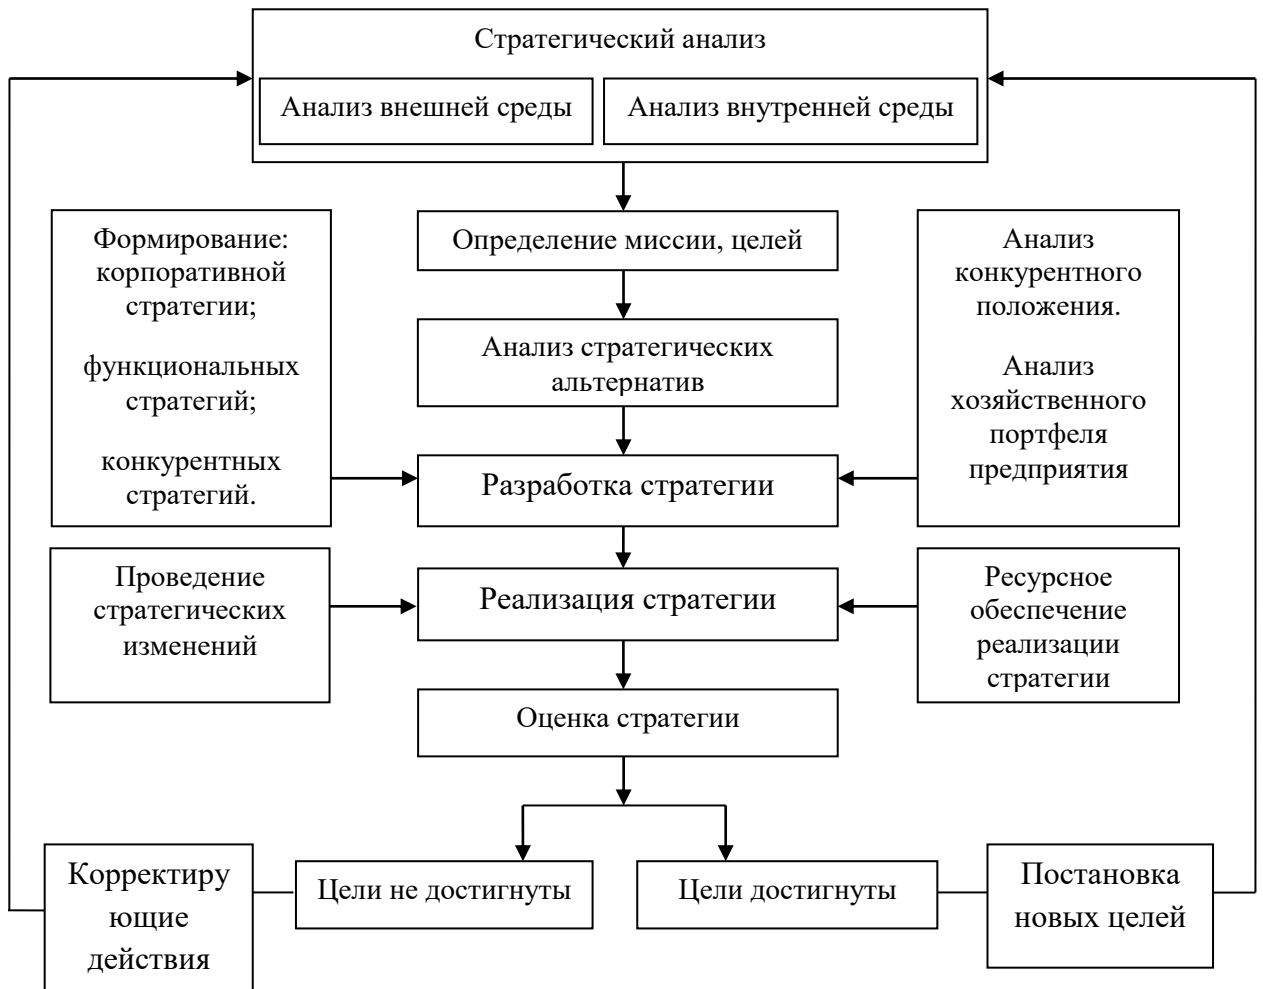 Стратегический анализ
Анализ внешней среды
Анализ внутренней среды
Формирование:
корпоративной
стратегии;
функциональных
стратегий;
конкурентных
стратегий.
Определение миссии, целей
Анализ стратегических
альтернатив
Разработка стратегии
Анализ
конкурентного
положения.
Анализ
хозяйственного
портфеля
предприятия
Проведение
стратегических
изменений
Реализация стратегии
Ресурсное
обеспечение
реализации
стратегии
Оценка стратегии
Корректиру
ющие
действия
Цели не достигнуты
Цели достигнуты
Постановка
новых целей